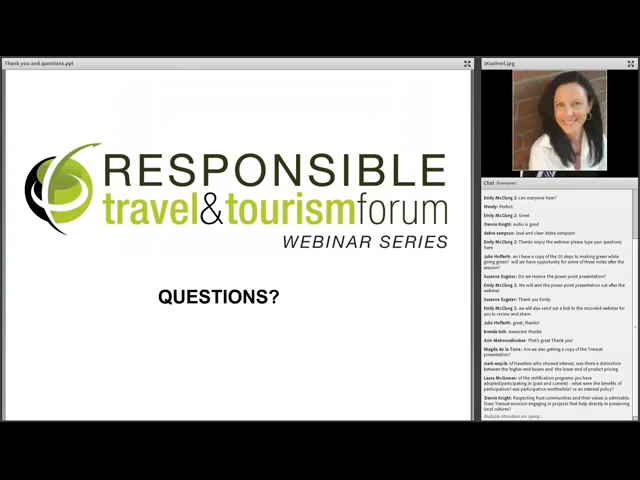 Thank you and questions.ppt
RESPONSIBLE
travel&tourismforum
WEBINAR SERIES
QUESTIONS?
JKuehnel.jpg
Chat (Everyone)
Emily McClung 2: can everyone hear?
Wendy: Perfect
Emily McClung 2: Great
Dennis Knight: audio is good
debra sampson: loud and clear debra sampson
Emily McClung 2: Thanks enjoy the webinar please type your questions
here
Julie Hofforth: an I have a copy of the 10 steps to making green while
going green? will we have opportunity for some of these notes after the
session?
Suzanne Eugster: Do we receive the power point presentation?
Emily McClung 2: We will sent the power point presentation out after the
webinar
Suzanne Eugster: Thank you Emily
Emily McClung 2: we will also send out a link to the recorded webinar for
you to review and share
Julie Hofforth: great, thanks!
brenda toth: awesome thanks
Azin Mahmoudinobar: That's great Thank you!
Magda de la Torre: Are we also getting a copy of the Transat
presentation?
mark wojcik: of travellers who showed interest, was there a distinction
between the higher end buyers and the lower end of product pricing
Laura McGowan: of the certification programs you have
adopted/participating in (past and current) - what were the benefits of
participation? was participation worthwhile? vs an internal policy?
Dennis Knight: Respecting host communities and their values is admirable.
Does Transat envision engaging in projects that help directly in preserving
local cultures?
Multiple Attendees are typing...